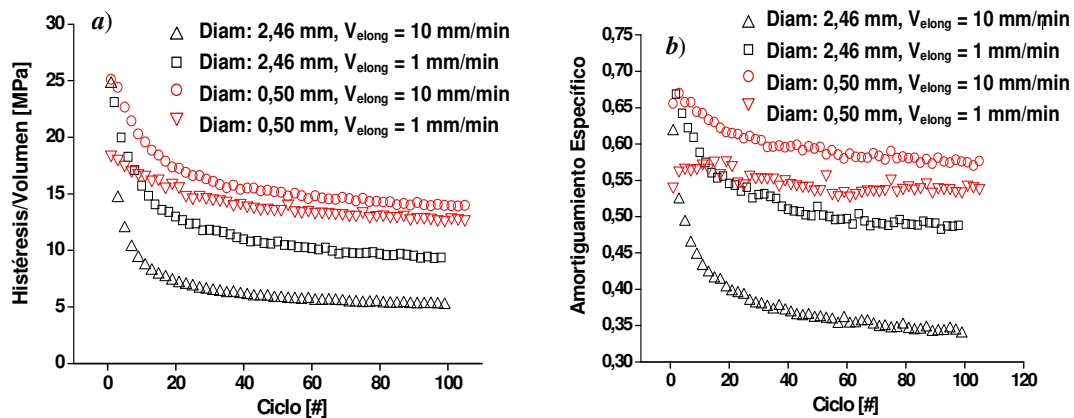 a)
Diam: 2,46 mm, Velong = 10 mm/min
Diam: 2,46 mm, Velong = 1 mm/min
Diam: 0,50 mm, Velong = 10 mm/min
Diam: 0,50 mm, Velong = 1 mm/min
Histéresis/Volumen [MPa]
30
25
20
15
10
5
0
0 20 40 60 80 100
Ciclo [#]
b)
Diam: 2,46 mm, Velong = 10 mm/min
Diam: 2,46 mm, Velong = 1 mm/min
Diam: 0,50 mm, Velong = 10 mm/min
Diam: 0,50 mm, Velong = 1 mm/min
Amortiguamiento Específico
0,75
0,70
0,65
0,60
0,55
0,50
0,45
0,40
0,35
0,30
0 20 40 60 80 100 120
Ciclo [#]